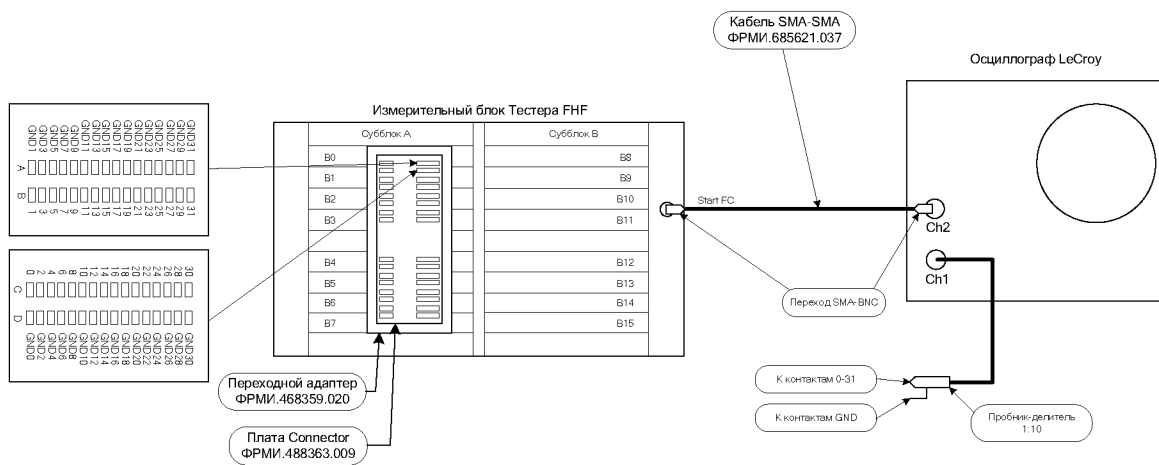 Кабель SMA-SMA
ФРМИ.685621.037
Осциллограф LeCroy
Измерительный блок Тестера FHF
Субблок A
Субблок B
B0
B1
B2
B3
B4
B5
B6
B7
B8
B9
B10
B11
B12
B13
B14
B15
GND1 GND3 GND5 GND7 GND9 GND11 GND13 GND15 GND17 GND19 GND21 GND23 GND25 GND27 GND29 GND31
A
B
1 3 5 7 9 11 13 15 17 19 21 23 25 27 29 31
0 2 4 6 8 10 12 14 16 18 20 22 24 26 28 30
C
D
GND0 GND2 GND4 GND6 GND8 GND10 GND12 GND14 GND16 GND18 GND20 GND22 GND24 GND26 GND28 GND30
Start FC
Ch2
Ch1
Переход SMA-BNC
Переходной адаптер
ФРМИ.468359.020
Плата Connector
ФРМИ.488363.009
К контактам 0-31
К контактам GND
Пробник-делитель
1:10